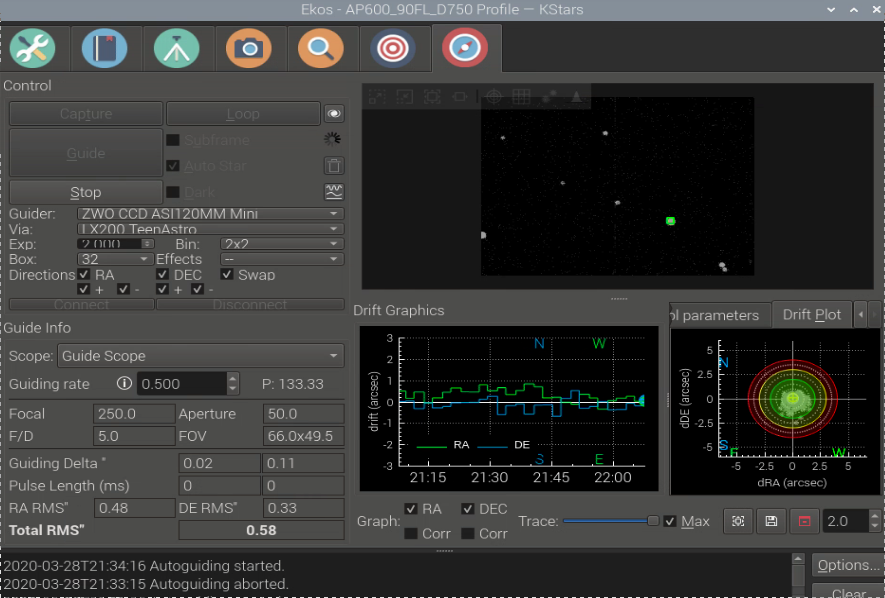 Ekos - AP600_90FL_D750 Profile — KStars
Control
Capture Loop
Guide Subframe
Auto Star
Stop Dark
Guider: ZWO CCD ASI120MM Mini
Via: LX200 TeenAstro
Exp: 2.000 Bin: 2x2
Box: 32 Effects --
Directions RA DEC Swap
+ - + -
Connect Disconnect
Guide Info
Scope: Guide Scope
Guiding rate 0.500 P: 133.33
Focal 250.0 Aperture 50.0
F/D 5.0 FOV 66.0x49.5
Guiding Delta " 0.02 0.11
Pulse Length (ms) 0 0
RA RMS" 0.48 DE RMS" 0.33
Total RMS" 0.58
Drift Graphics
3
2
1
0
-1
-2
-3
drift (arcsec)
N W
RA DE
S E
21:15 21:30 21:45 22:00
ol parameters Drift Plot
5
2.5
0
-2.5
-5
dDE (arcsec)
N
S E W
-5 -2.5 0 2.5 5
dRA (arcsec)
Graph: RA DEC Trace: Max 2.0
Corr Corr
2020-03-28T21:34:16 Autoguiding started.
2020-03-28T21:33:15 Autoguiding aborted.
Options...
Clear